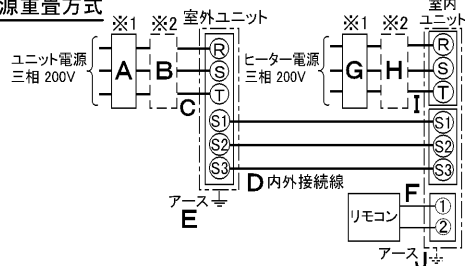 源重畳方式
※1 ※2 室外ユニット
室内
ユニット
※1 ※2
ユニット電源
三相 200V
A B
R
S
T
C
ヒーター電源
三相 200V
G H
R
S
T
I
S1 S1
S2 S2
S3 S3
D 内外接続線
アース
E
リモコン
F
1
2
アース
J